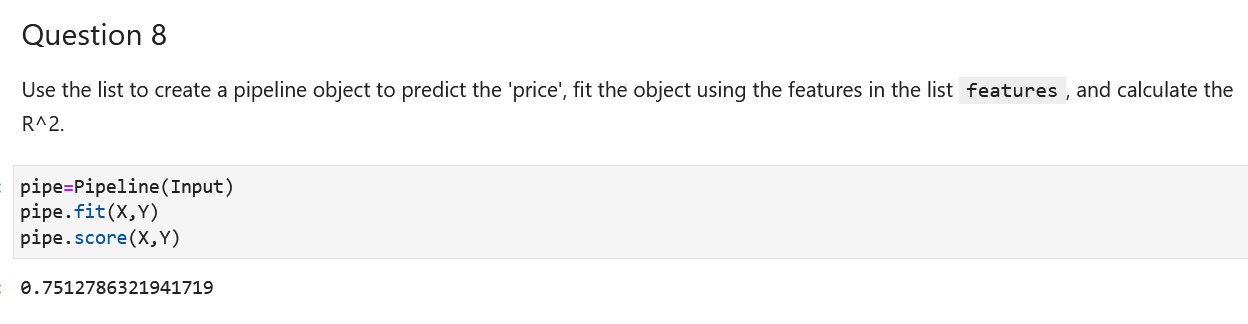 Question 8
Use the list to create a pipeline object to predict the 'price', fit the object using the features in the list features , and calculate the
R^2.
pipe=Pipeline(Input)
pipe.fit(X,Y)
pipe.score(X,Y)
0.7512786321941719